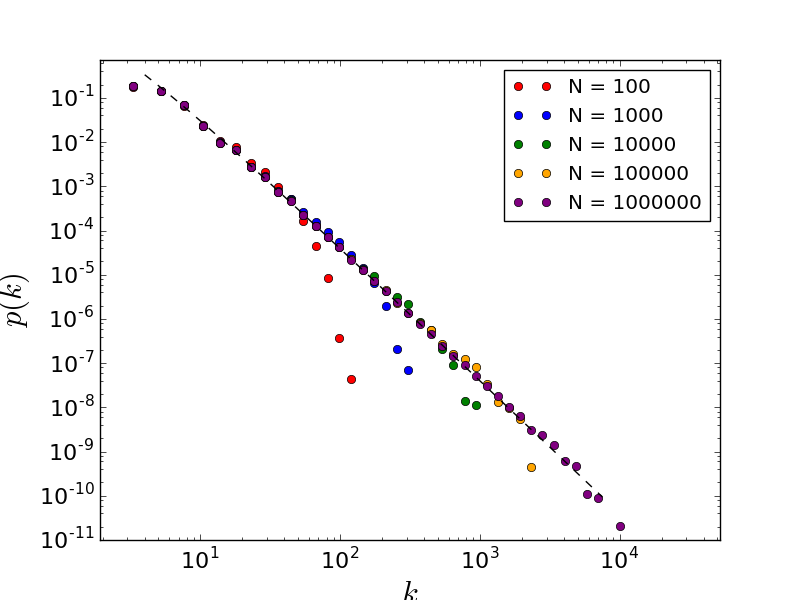 N = 100
N = 1000
N = 10000
N = 100000
N = 1000000
10^-1
10^-2
10^-3
10^-4
10^-5
10^-6
10^-7
10^-8
10^-9
10^-10
10^-11
p(k)
10^1
10^2
10^3
10^4
k